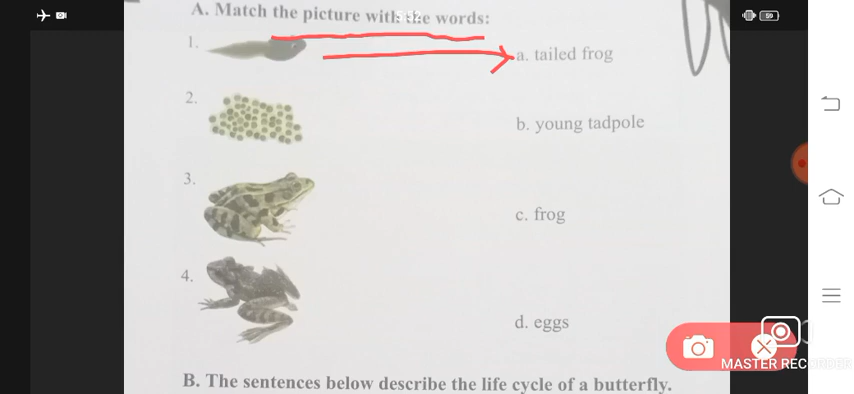 59
A. Match the picture with the words:
1.
a. tailed frog
2.
b. young tadpole
3.
c. frog
4.
d. eggs
MASTER RECORDER
B. The sentences below describe the life cycle of a butterfly.